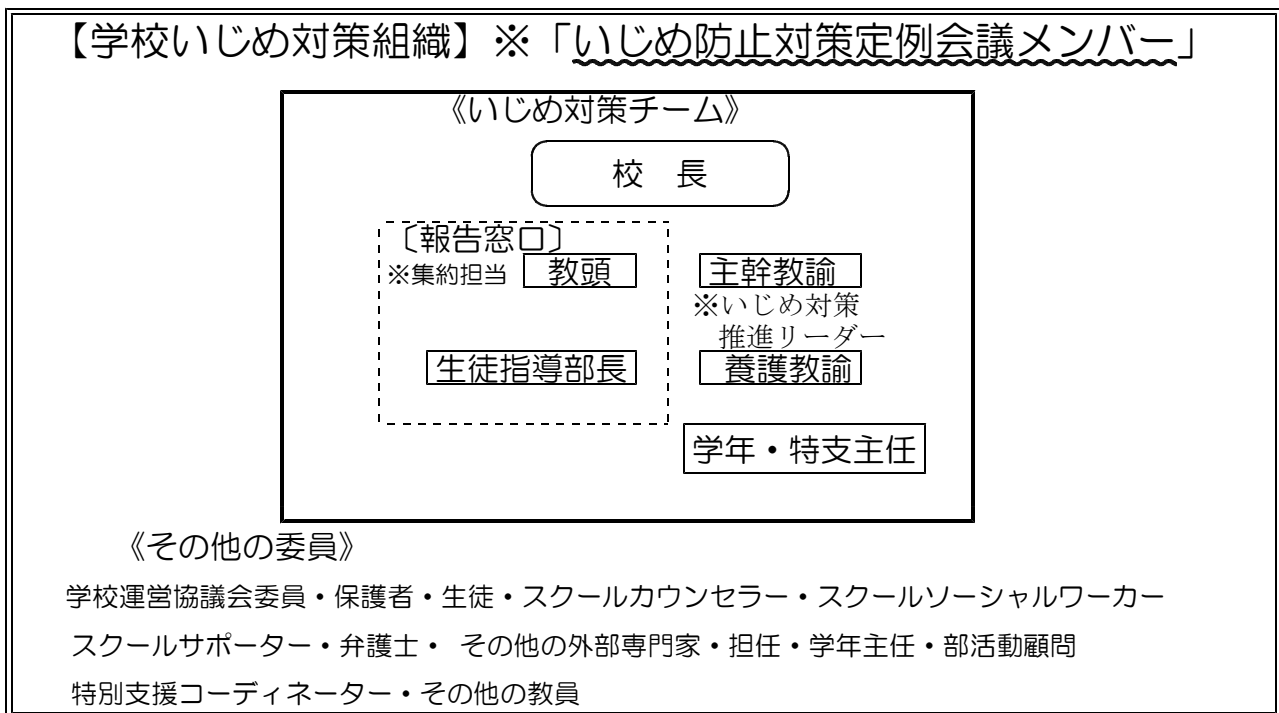 【学校いじめ対策組織】※「いじめ防止対策定例会議メンバー」
《いじめ対策チーム》
校 長
〔報告窓口〕
※集約担当 教頭 主幹教諭
※いじめ対策
推進リーダー
生徒指導部長 養護教諭
学年・特支主任
《その他の委員》
学校運営協議会委員・保護者・生徒・スクールカウンセラー・スクールソーシャルワーカー
スクールサポーター・弁護士・ その他の外部専門家・担任・学年主任・部活動顧問
特別支援コーディネーター・その他の教員